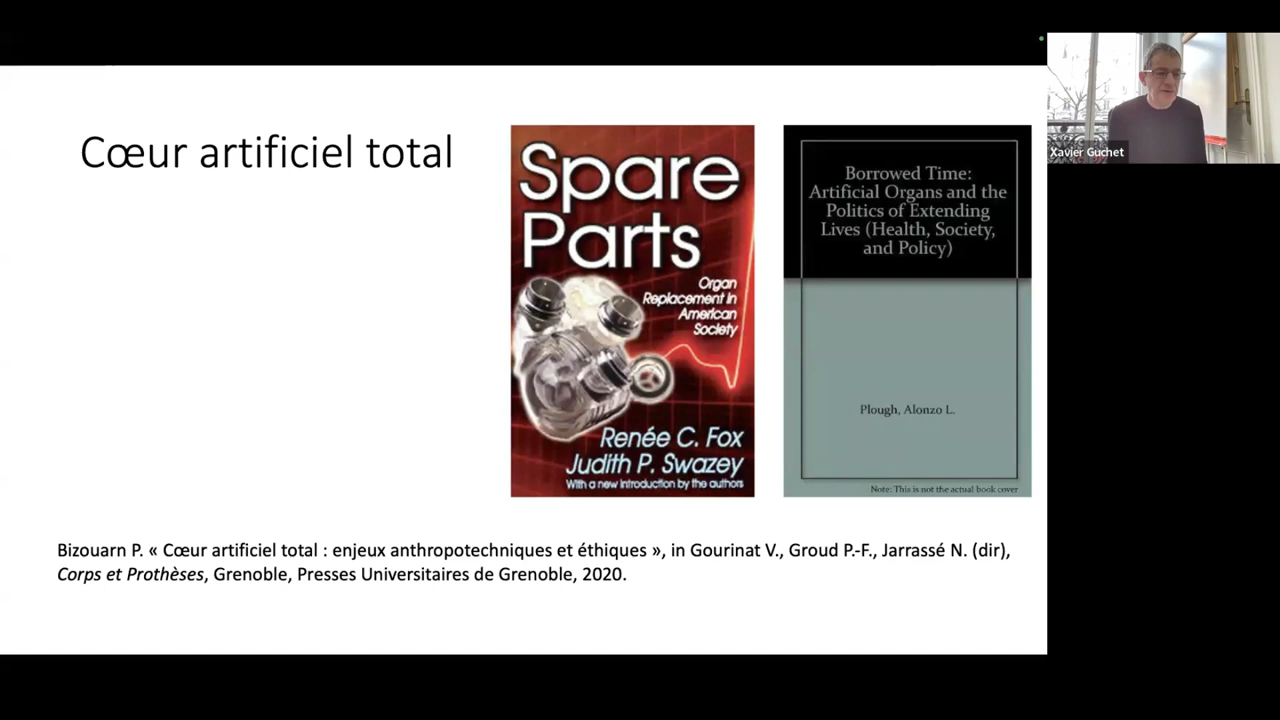 Cœur artificiel total
Spare
Parts
Organ
Replacement in
American
Society
Renée C. Fox
Judith P. Swazey
With a new introduction by the authors
Borrowed Time:
Artificial Organs and the
Politics of Extending
Lives (Health, Society,
and Policy)
Plough, Alonzo L.
Note: This is not the actual book cover
Xavier Guchet
Bizouarn P. « Cœur artificiel total : enjeux anthropotechniques et éthiques », in Gourinat V., Groud P.-F., Jarrassé N. (dir),
Corps et Prothèses, Grenoble, Presses Universitaires de Grenoble, 2020.